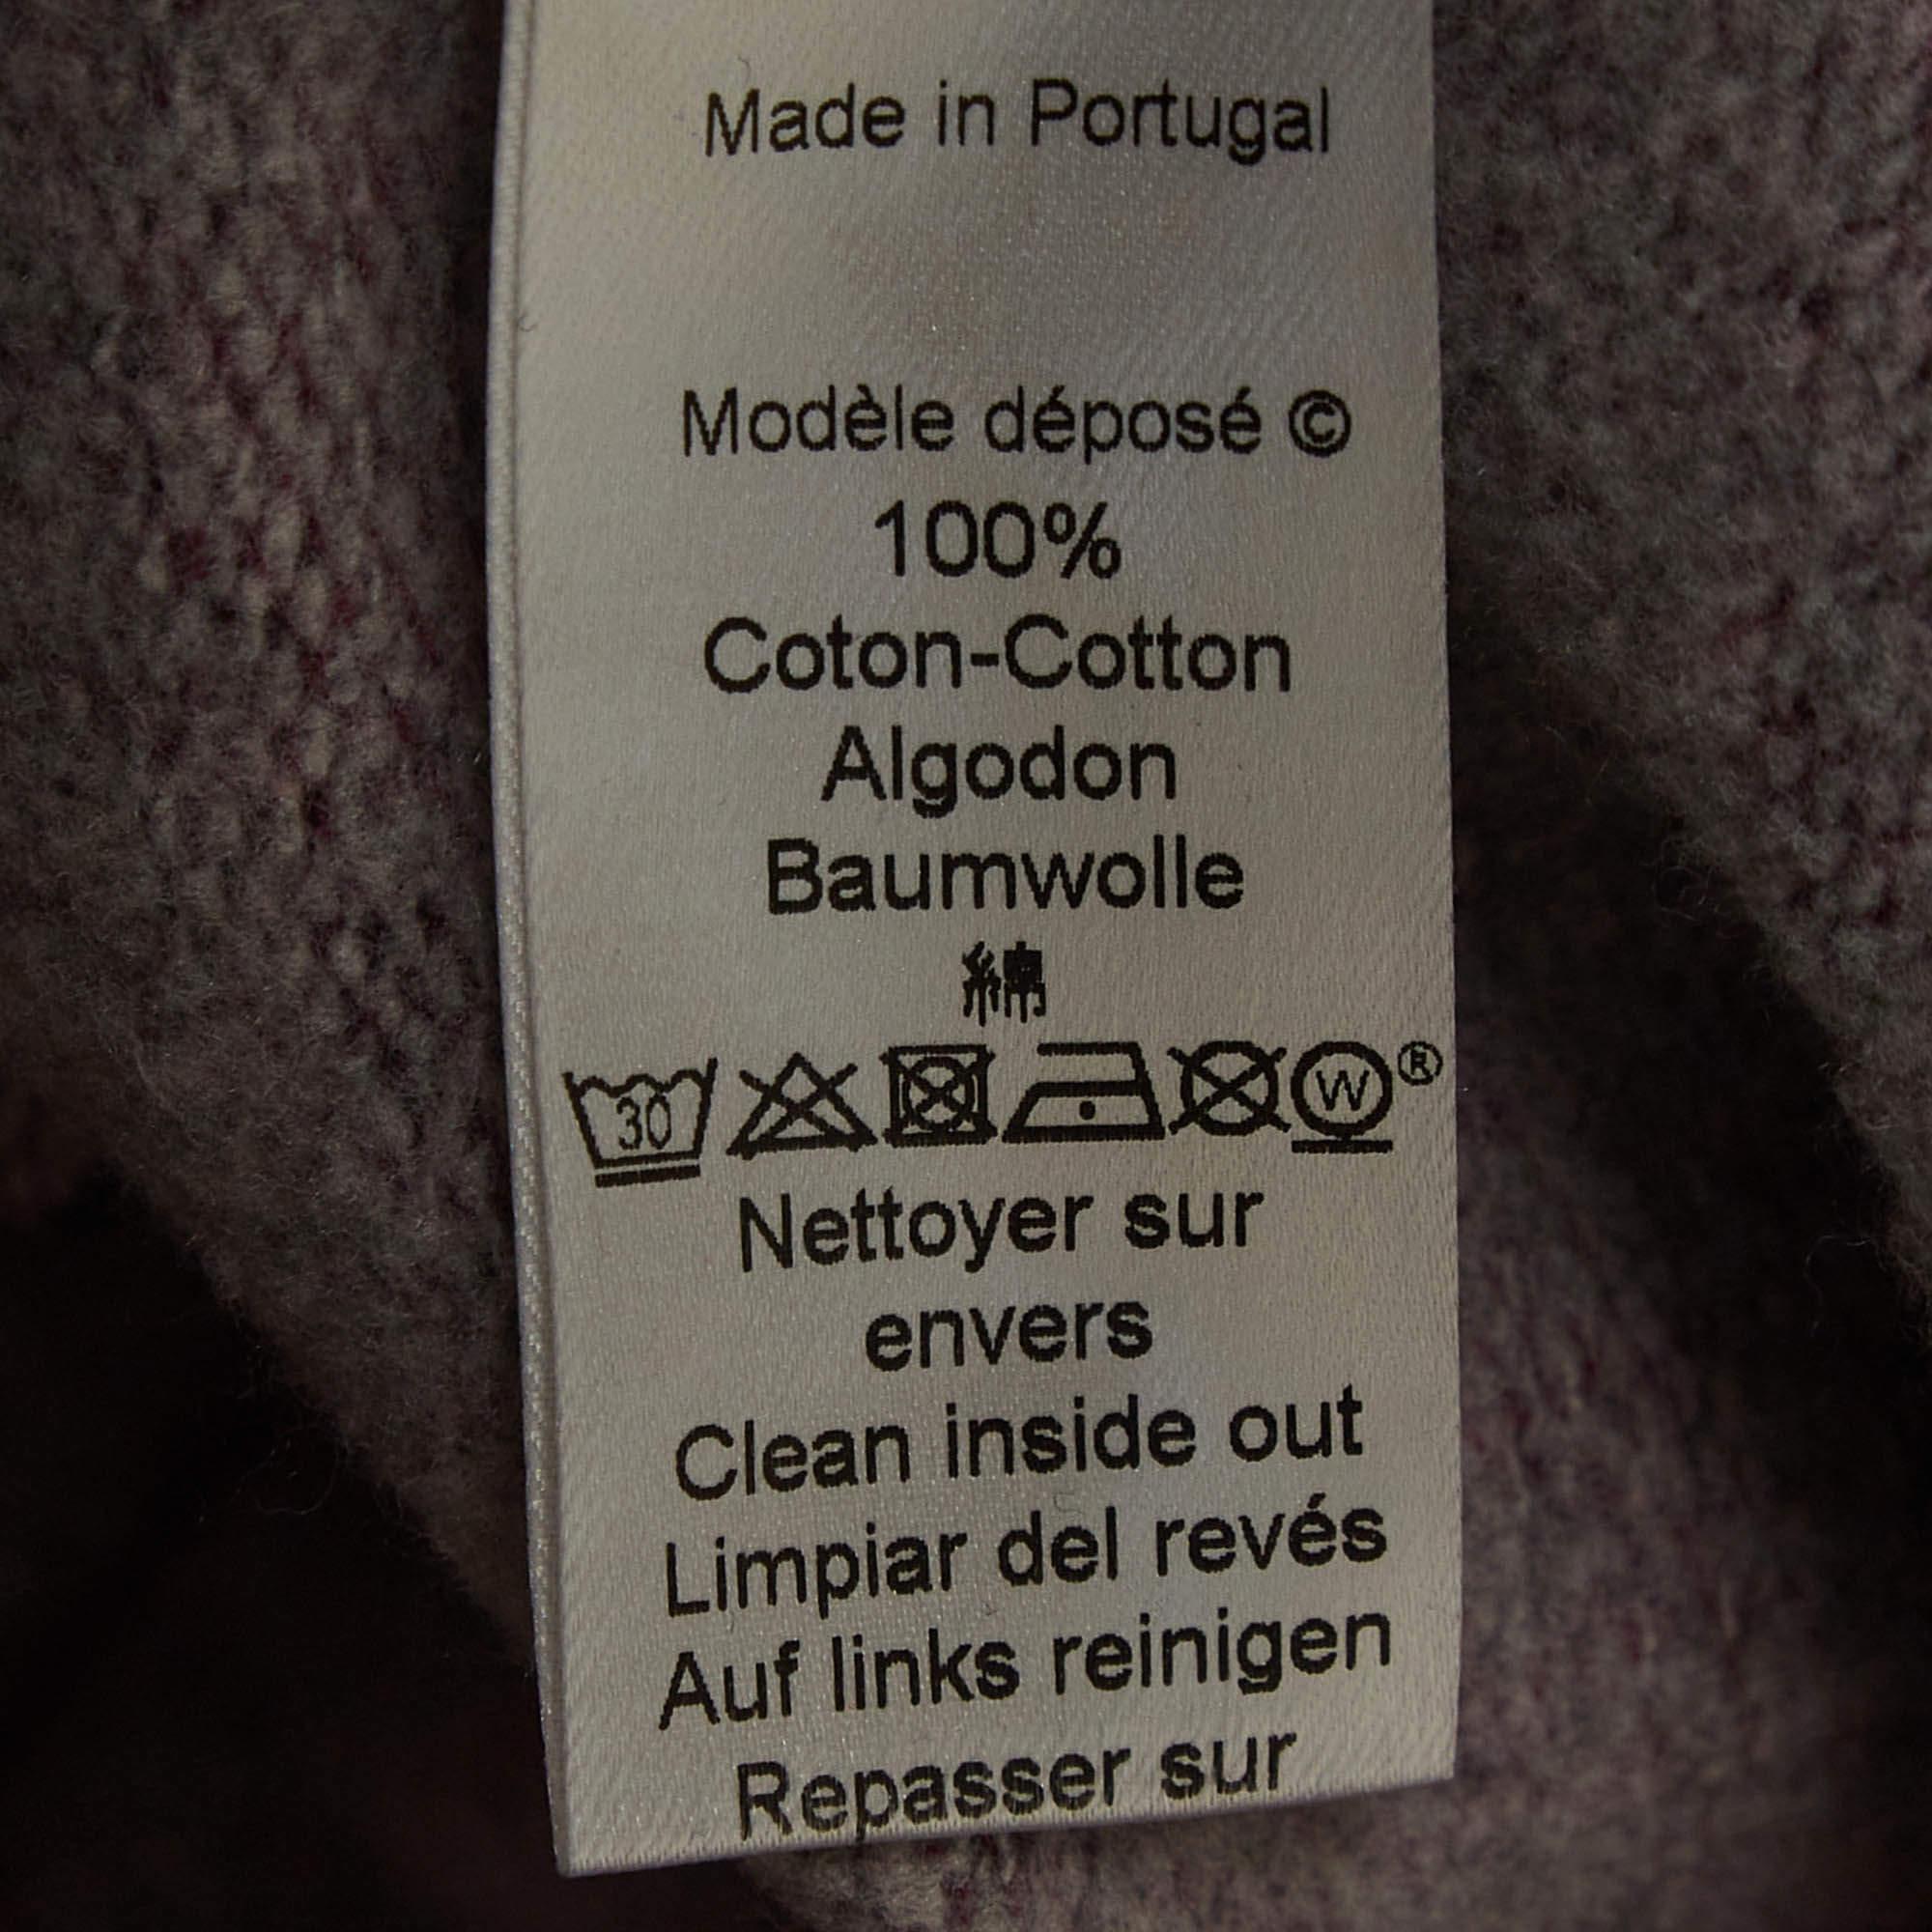 Made in Portugal
Modèle déposé ©
100%
Coton-Cotton
Algodon
Baumwolle
綿
30 W ®
Nettoyer sur
envers
Clean inside out
Limpiar del revés
Auf links reinigen
Repasser sur